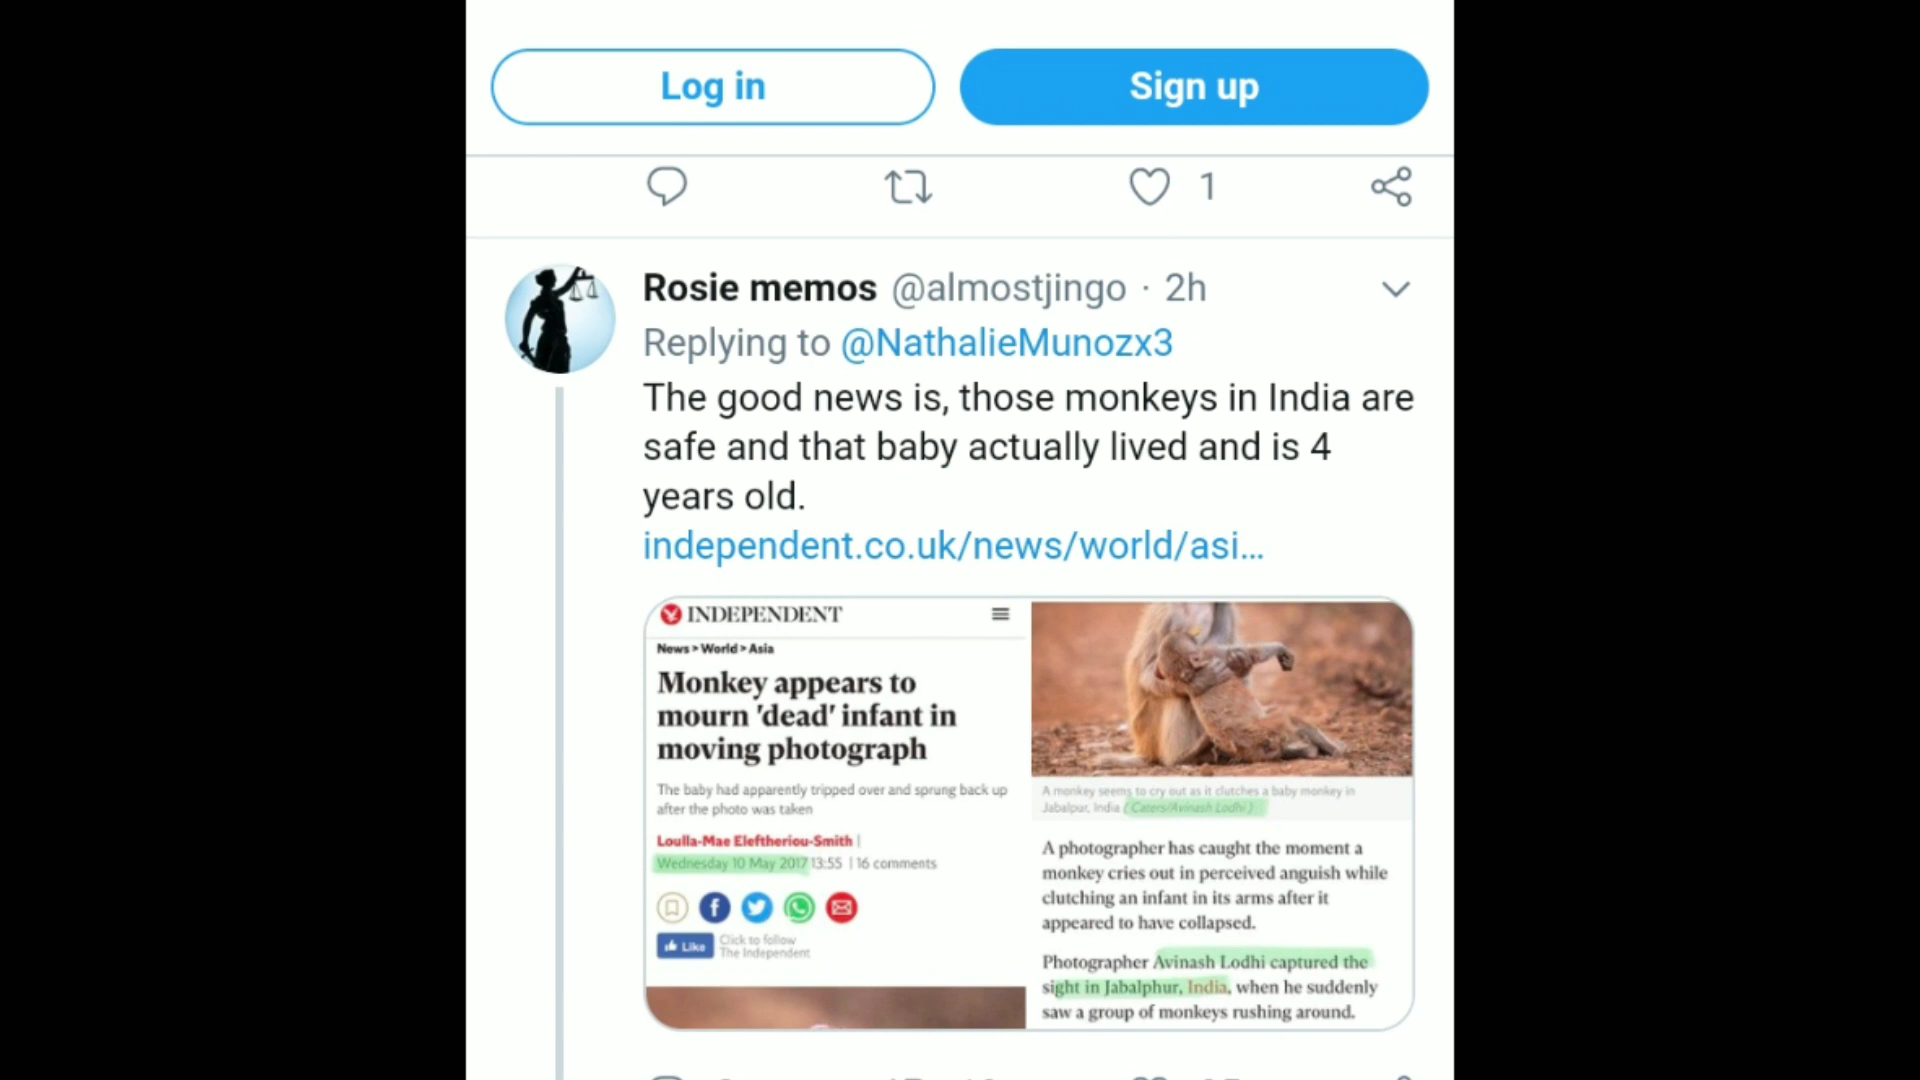 Log in
Sign up
1
Rosie memos @almostjingo · 2h
Replying to @NathalieMunozx3
The good news is, those monkeys in India are
safe and that baby actually lived and is 4
years old.
independent.co.uk/news/world/asi...
INDEPENDENT
News > World > Asia
Monkey appears to
mourn 'dead' infant in
moving photograph
The baby had apparently tripped over and sprung back up
after the photo was taken
Loulla-Mae Eleftheriou-Smith |
Wednesday 10 May 2017 13:55 | 16 comments
Like
Click to follow
The Independent
A monkey seems to cry out as it clutches a baby monkey in
Jabalpur, India (Caters/Avinash Lodhi)
A photographer has caught the moment a
monkey cries out in perceived anguish while
clutching an infant in its arms after it
appeared to have collapsed.
Photographer Avinash Lodhi captured the
sight in Jabalphur, India, when he suddenly
saw a group of monkeys rushing around.